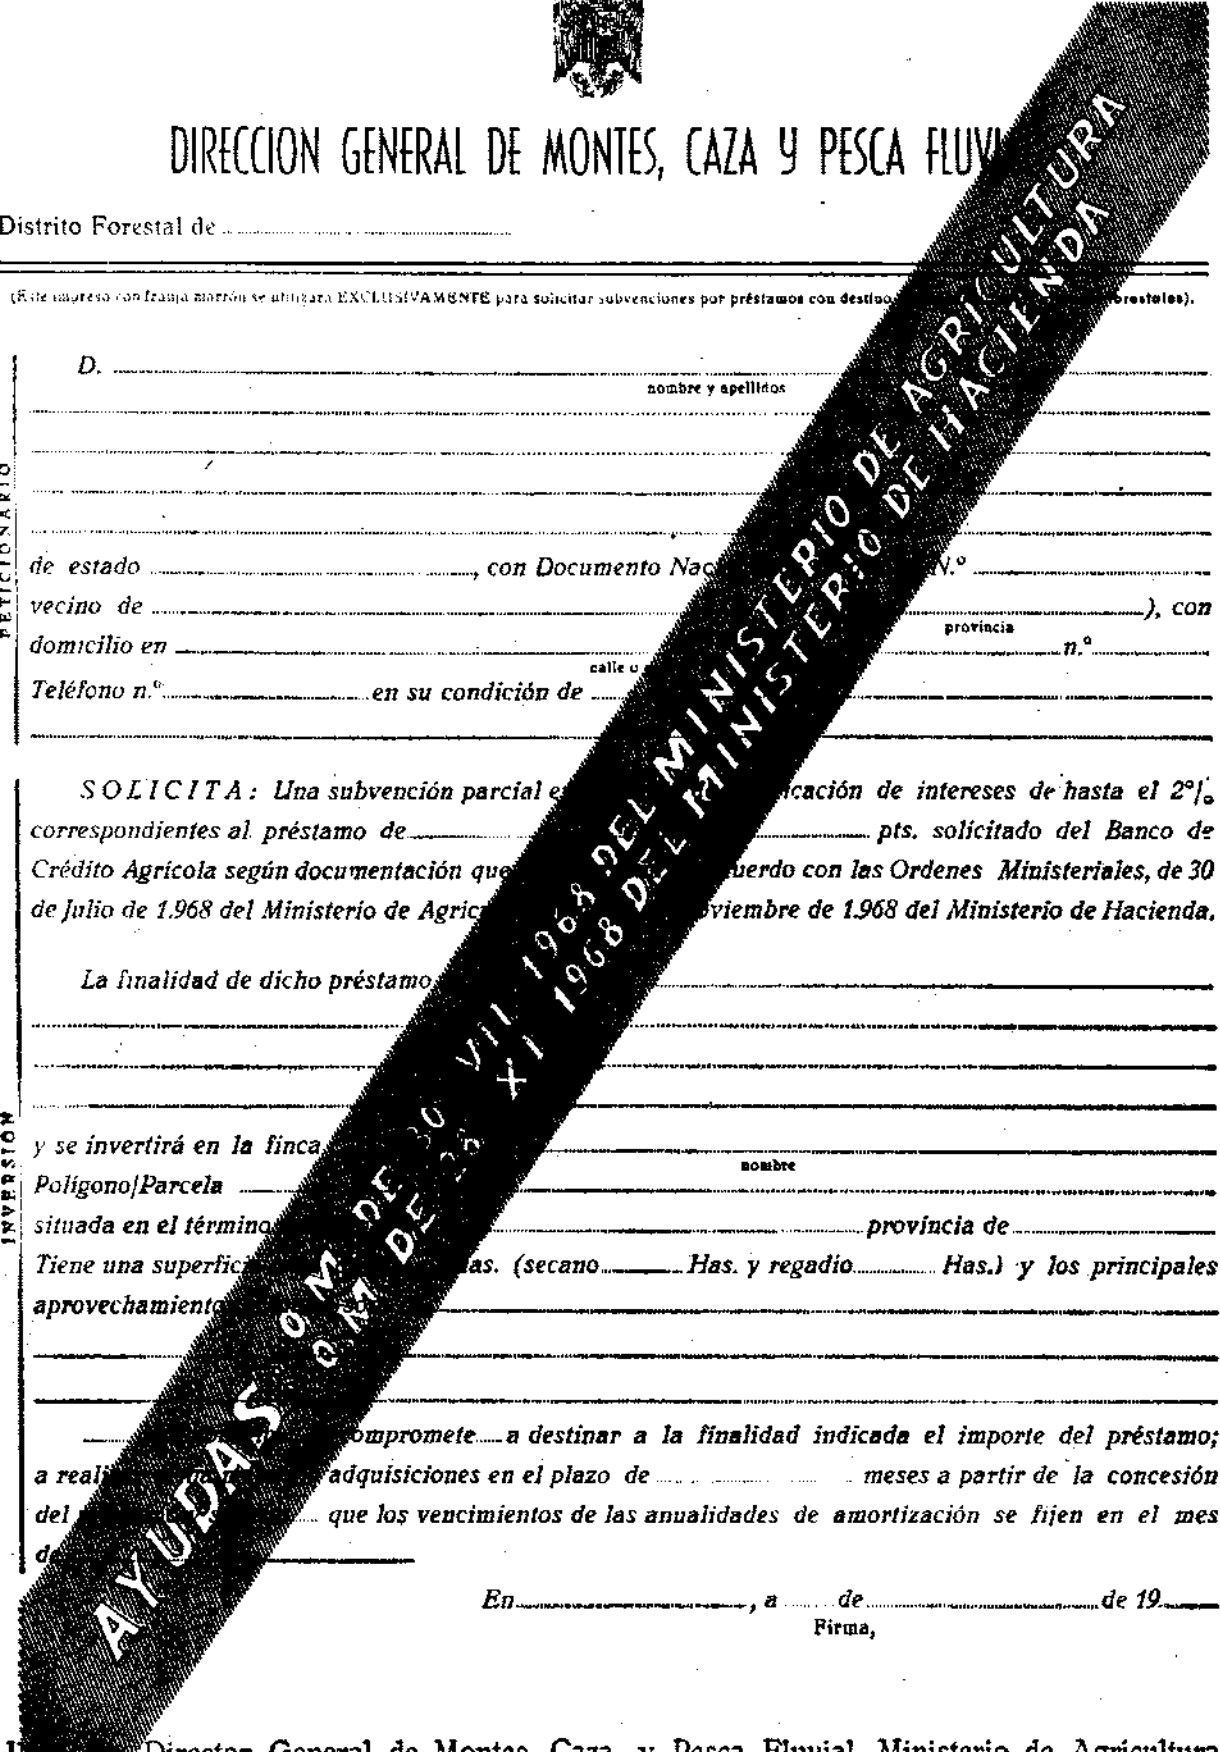 DIRECCION GENERAL DE MONTES, CAZA Y PESCA FLUVI
Distrito Forestal de
(Este impreso con franja marrón se utilizará EXCLUSIVAMENTE para solicitar subvenciones por préstamos con destino
orestales).
PETICIONARIO
D.
nombre y apellidos
de estado , con Documento Nac N.º
vecino de ), con
provincia
domicilio en n.º
calle o
Teléfono n.º en su condición de
SOLICITA: Una subvención parcial e icación de intereses de hasta el 2%
correspondientes al préstamo de pts. solicitado del Banco de
Crédito Agrícola según documentación que uerdo con las Ordenes Ministeriales, de 30
de Julio de 1.968 del Ministerio de Agric viembre de 1.968 del Ministerio de Hacienda.
INVERSIÓN
La finalidad de dicho préstamo
y se invertirá en la finca
nombre
Polígono/Parcela
situada en el término provincia de
Tiene una superfici as. (secano Has. y regadío Has.) y los principales
aprovechamiento
ompromete a destinar a la finalidad indicada el importe del préstamo;
a reali adquisiciones en el plazo de meses a partir de la concesión
del que los vencimientos de las anualidades de amortización se fijen en el mes
de
En , a de de 19
Firma,
Director General de Montes, Caza y Pesca Fluvial. Ministerio de Agricultura
AYUDAS
O.M. DE 30 VII 1968 DEL MINISTERIO DE AGRICULTURA
O.M. DE XI 1968 DEL MINISTERIO DE HACIENDA